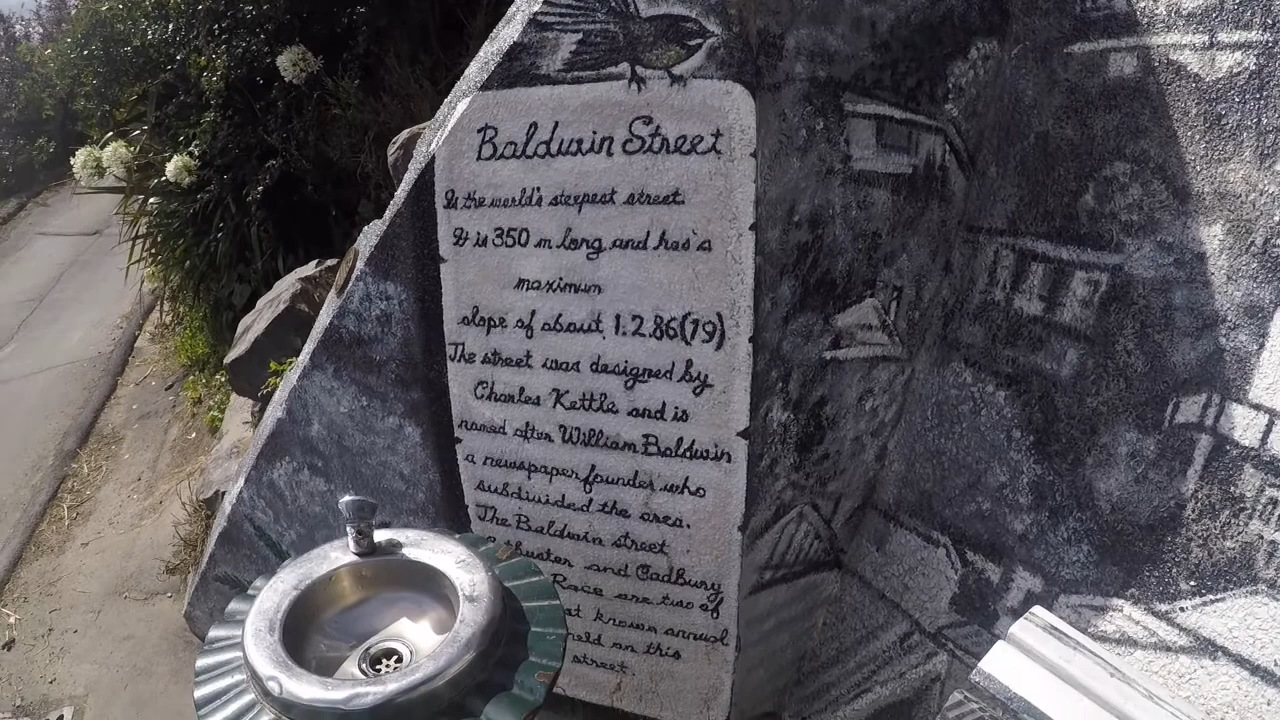 Baldwin Street
Is the world's steepest street.
It is 350 m long and has a
maximum
slope of about 1:2.86(19)
The street was designed by
Charles Kettle and is
named after William Baldwin
a newspaper founder who
subdivided the area.
The Baldwin street
and Cadbury
Race are two of
known annual
held on this
street